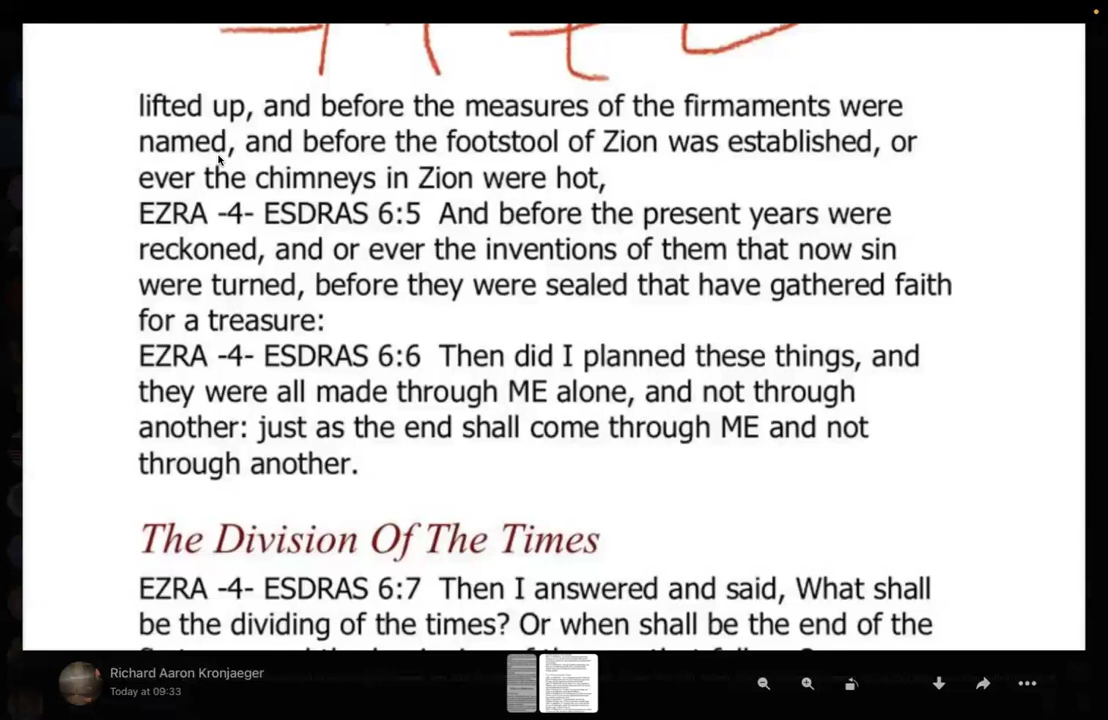 lifted up, and before the measures of the firmaments were
named, and before the footstool of Zion was established, or
ever the chimneys in Zion were hot,
EZRA -4- ESDRAS 6:5 And before the present years were
reckoned, and or ever the inventions of them that now sin
were turned, before they were sealed that have gathered faith
for a treasure:
EZRA -4- ESDRAS 6:6 Then did I planned these things, and
they were all made through ME alone, and not through
another: just as the end shall come through ME and not
through another.
The Division Of The Times
EZRA -4- ESDRAS 6:7 Then I answered and said, What shall
be the dividing of the times? Or when shall be the end of the
Richard Aaron Kronjaeger
Today at 09:33